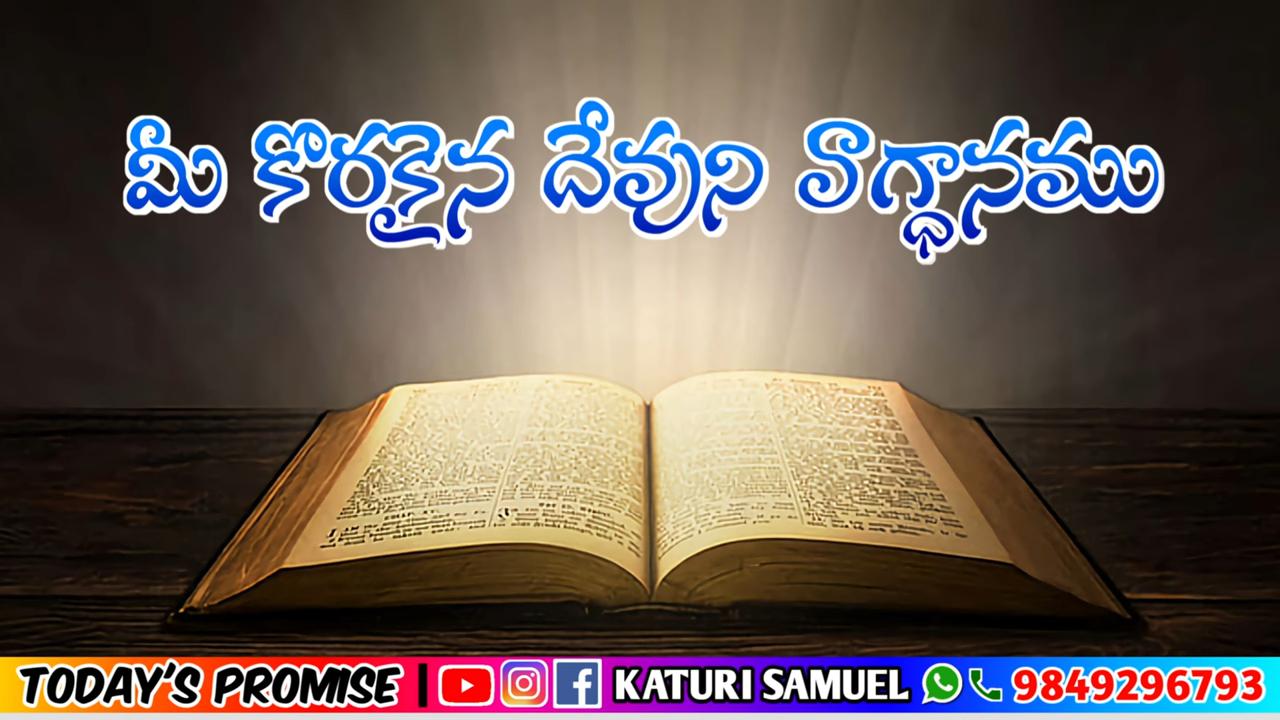 మీ కొరకైన దేవుని వాగ్ధానము
TODAY'S PROMISE | KATURI SAMUEL 9849296793